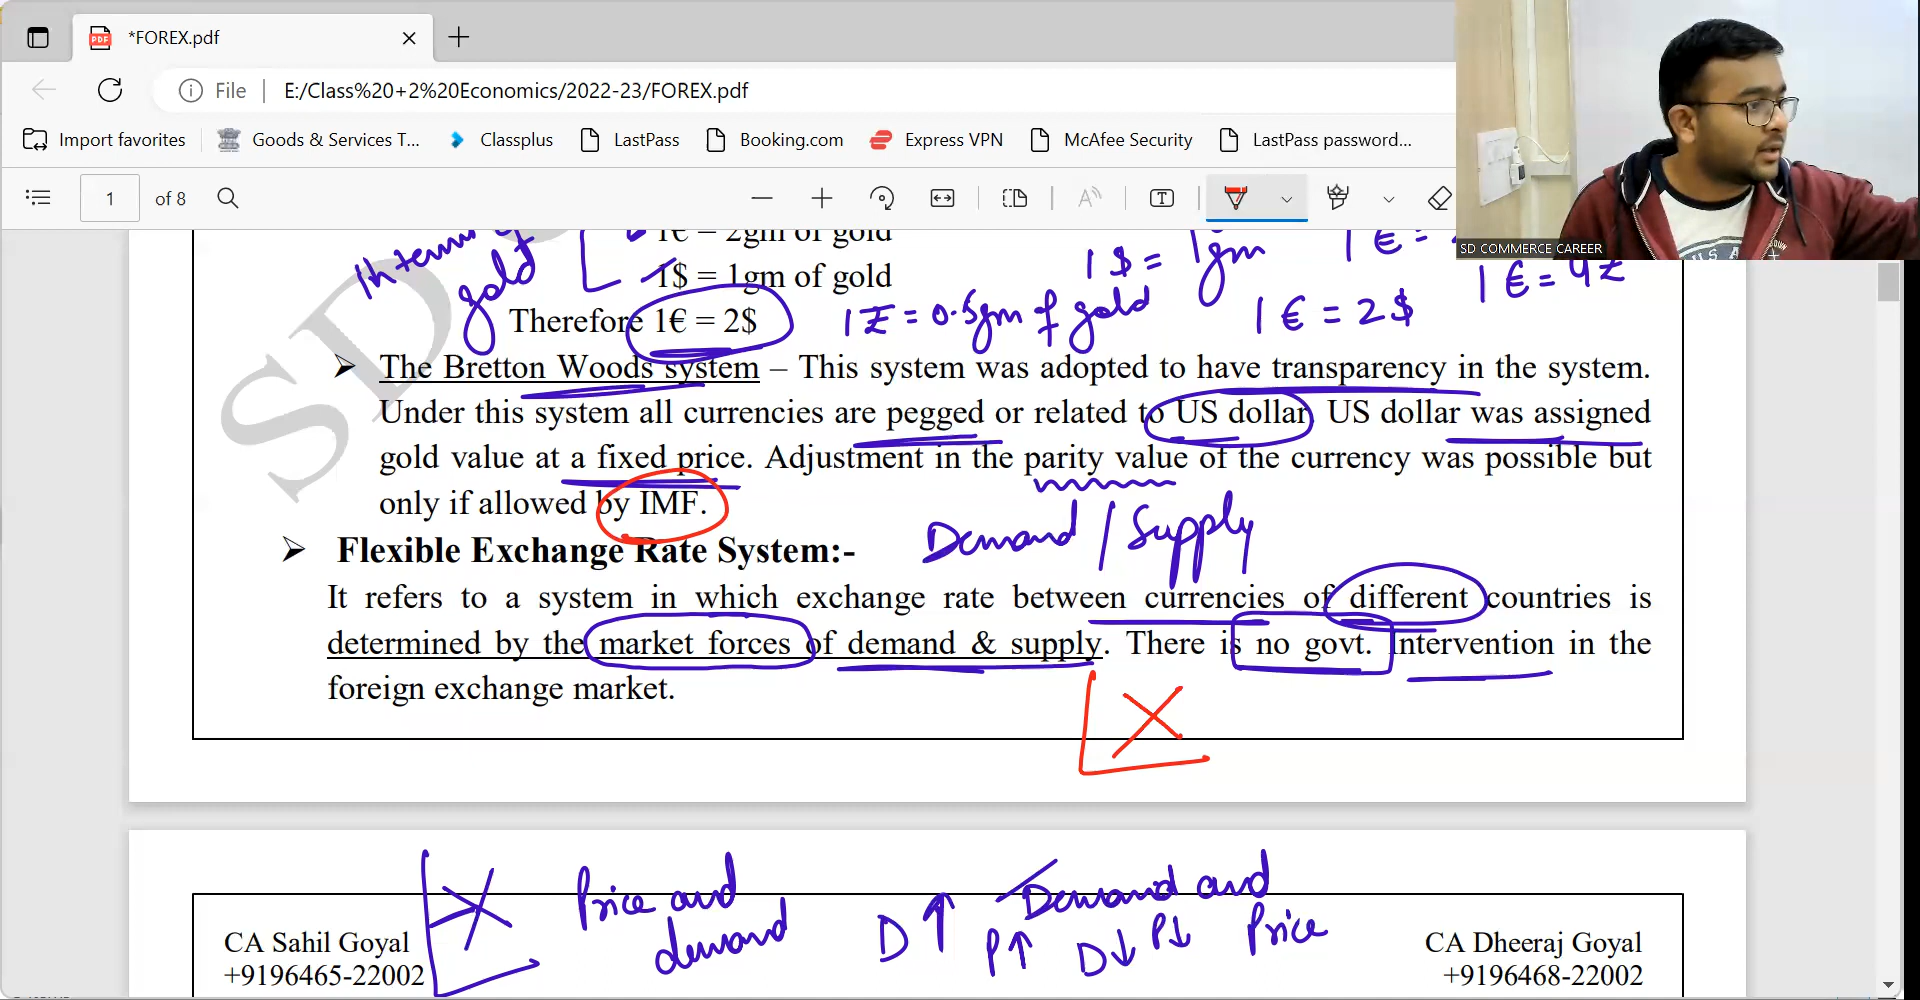 *FOREX.pdf
File
E:/Class%20+2%20Economics/2022-23/FOREX.pdf
Import favorites
Goods & Services T...
Classplus
LastPass
Booking.com
Express VPN
McAfee Security
LastPass password...
1 of 8
SD COMMERCE CAREER
1€ = 2gm of gold
1$ = 1gm of gold
gold
1 $ = 1gm
1 € =
Therefore 1€ = 2$
1 Z = 0.5gm of gold
1 € = 2 $
1 € = 4 Z
The Bretton Woods system – This system was adopted to have transparency in the system.
Under this system all currencies are pegged or related to US dollar. US dollar was assigned
gold value at a fixed price. Adjustment in the parity value of the currency was possible but
only if allowed by IMF.
Demand / Supply
Flexible Exchange Rate System:-
It refers to a system in which exchange rate between currencies of different countries is
determined by the market forces of demand & supply. There is no govt. Intervention in the
foreign exchange market.
SD
Price and
demand
D ↑
P ↑
D ↓ P ↓
Demand and
Price
CA Sahil Goyal
+9196465-22002
CA Dheeraj Goyal
+9196468-22002